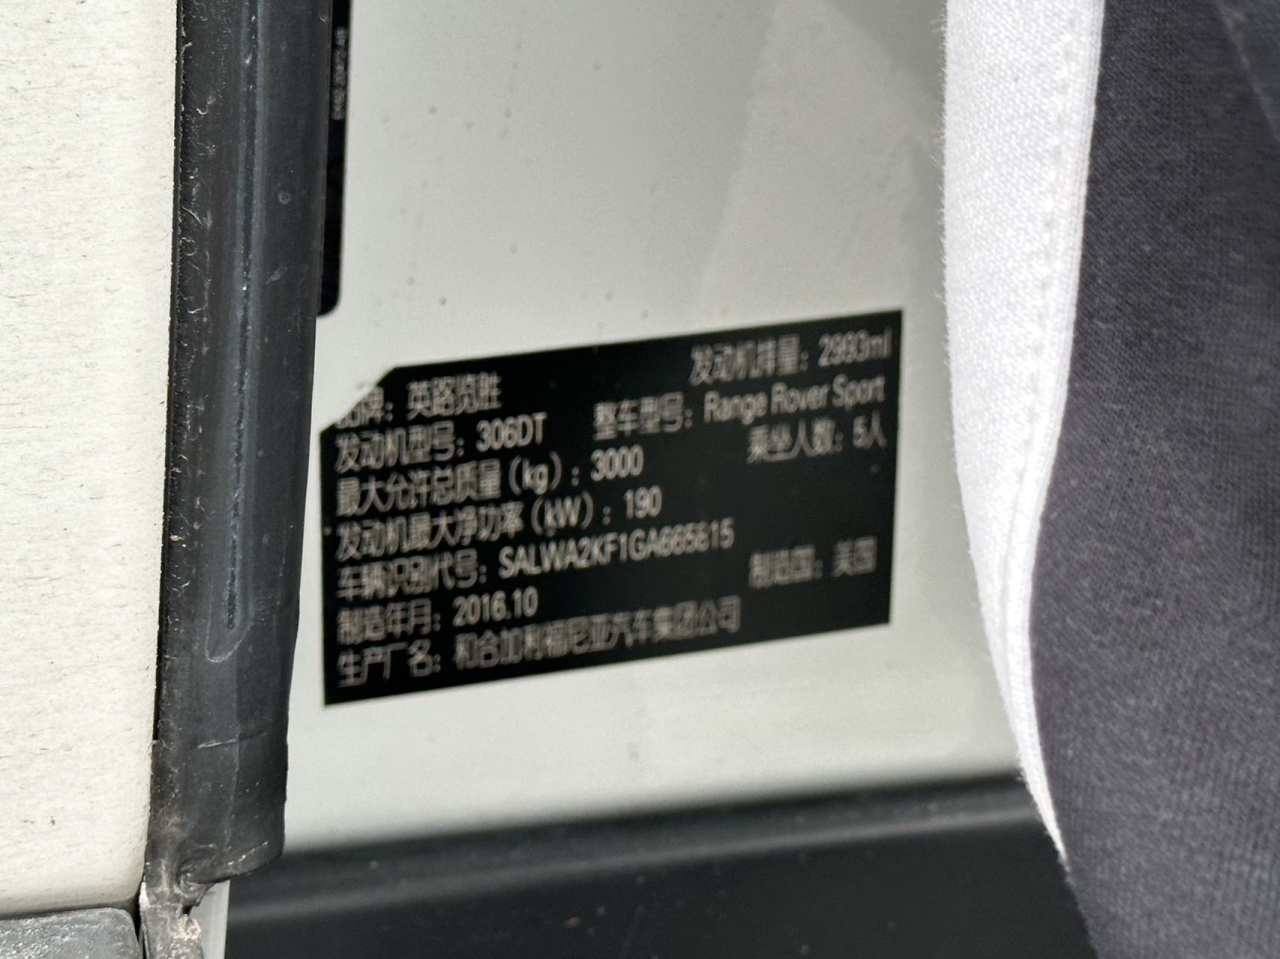 品牌：英路览胜 发动机排量：2993ml
发动机型号：306DT 整车型号：Range Rover Sport
最大允许总质量（kg）：3000 乘坐人数：5人
发动机最大净功率（kW）：190
车辆识别代号：SALWA2KF1GA665615
制造年月：2016.10 制造国：美国
生产厂名：和合加利福尼亚汽车集团公司